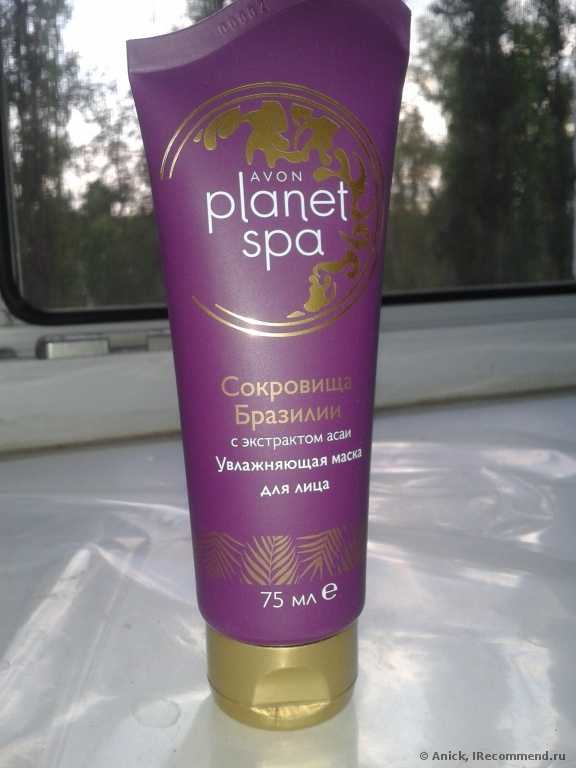 AVON
planet
spa
Сокровища
Бразилии
с экстрактом асаи
Увлажняющая маска
для лица
75 мл e
© Anick, IRecommend.ru